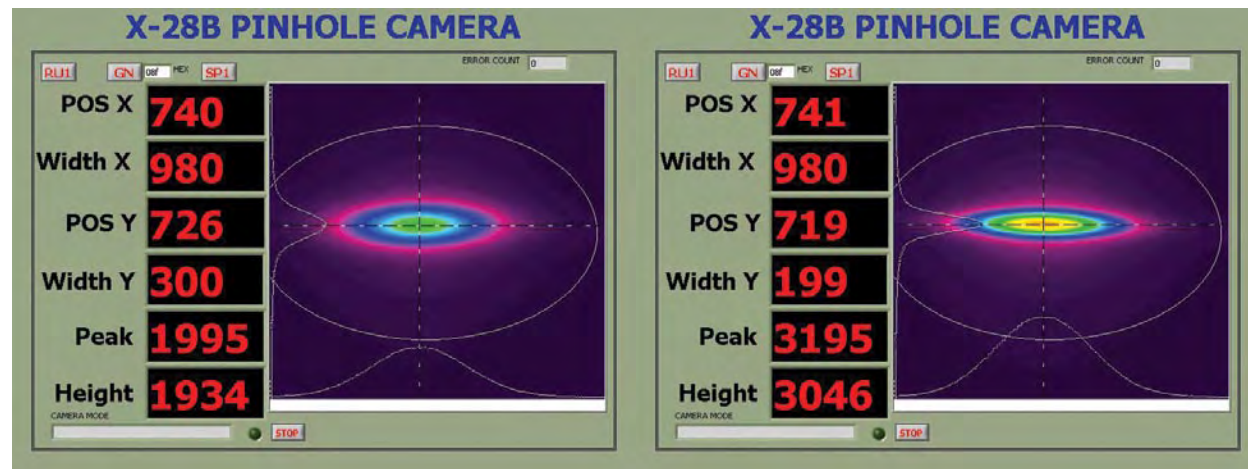 X-28B PINHOLE CAMERA
ERROR COUNT 0
RU1 GN 08f HEX SP1
POS X 740
Width X 980
POS Y 726
Width Y 300
Peak 1995
Height 1934
CAMERA MODE
STOP
X-28B PINHOLE CAMERA
ERROR COUNT 0
RU1 GN 08f HEX SP1
POS X 741
Width X 980
POS Y 719
Width Y 199
Peak 3195
Height 3046
CAMERA MODE
STOP